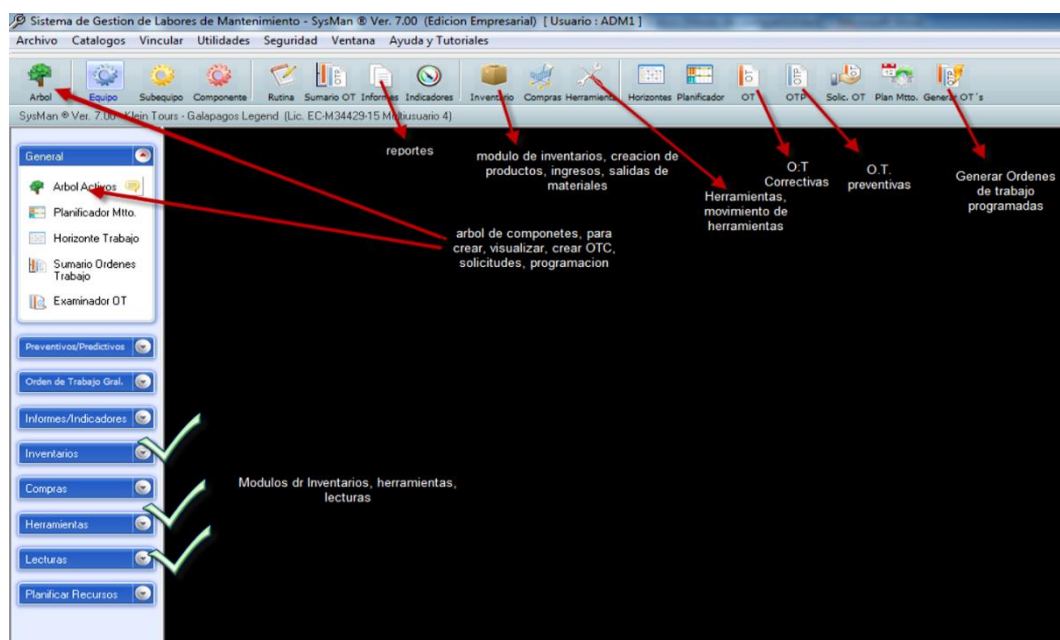 Sistema de Gestion de Labores de Mantenimiento - SysMan ® Ver. 7.00 (Edicion Empresarial) [ Usuario : ADM1 ]
Archivo Catalogos Vincular Utilidades Seguridad Ventana Ayuda y Tutoriales
Arbol Equipo Subequipo Componente Rutina Sumario OT Informes Indicadores Inventario Compras Herramienta Horizontes Planificador OT OTP Solic. OT Plan Mtto. Generar OT´s
SysMan ® Ver. 7.00 - Klein Tours - Galapagos Legend (Lic. EC-M34429-15 Multiusuario 4)
General
Arbol Activos
Planificador Mtto.
Horizonte Trabajo
Sumario Ordenes
Trabajo
Examinador OT
Preventivos/Predictivos
Orden de Trabajo Gral.
Informes/Indicadores
Inventarios
Compras
Herramientas
Lecturas
Planificar Recursos
reportes
modulo de inventarios, creacion de
productos, ingresos, salidas de
materiales
Herramientas,
movimiento de
herramientas
O:T
Correctivas
O.T.
preventivas
Generar Ordenes
de trabajo
programadas
arbol de componetes, para
crear, visualizar, crear OTC,
solicitudes, programacion
Modulos dr Inventarios, herramientas,
lecturas